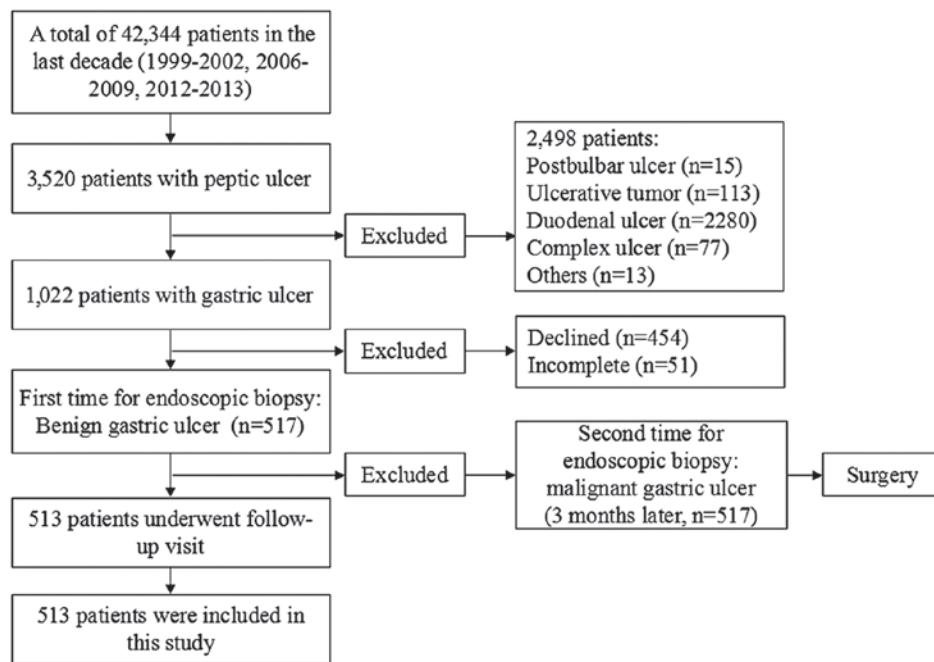 A total of 42,344 patients in the
last decade (1999-2002, 2006-
2009, 2012-2013)
3,520 patients with peptic ulcer
Excluded
2,498 patients:
Postbulbar ulcer (n=15)
Ulcerative tumor (n=113)
Duodenal ulcer (n=2280)
Complex ulcer (n=77)
Others (n=13)
1,022 patients with gastric ulcer
Excluded
Declined (n=454)
Incomplete (n=51)
First time for endoscopic biopsy:
Benign gastric ulcer (n=517)
Excluded
Second time for
endoscopic biopsy:
malignant gastric ulcer
(3 months later, n=517)
Surgery
513 patients underwent follow-
up visit
513 patients were included in
this study